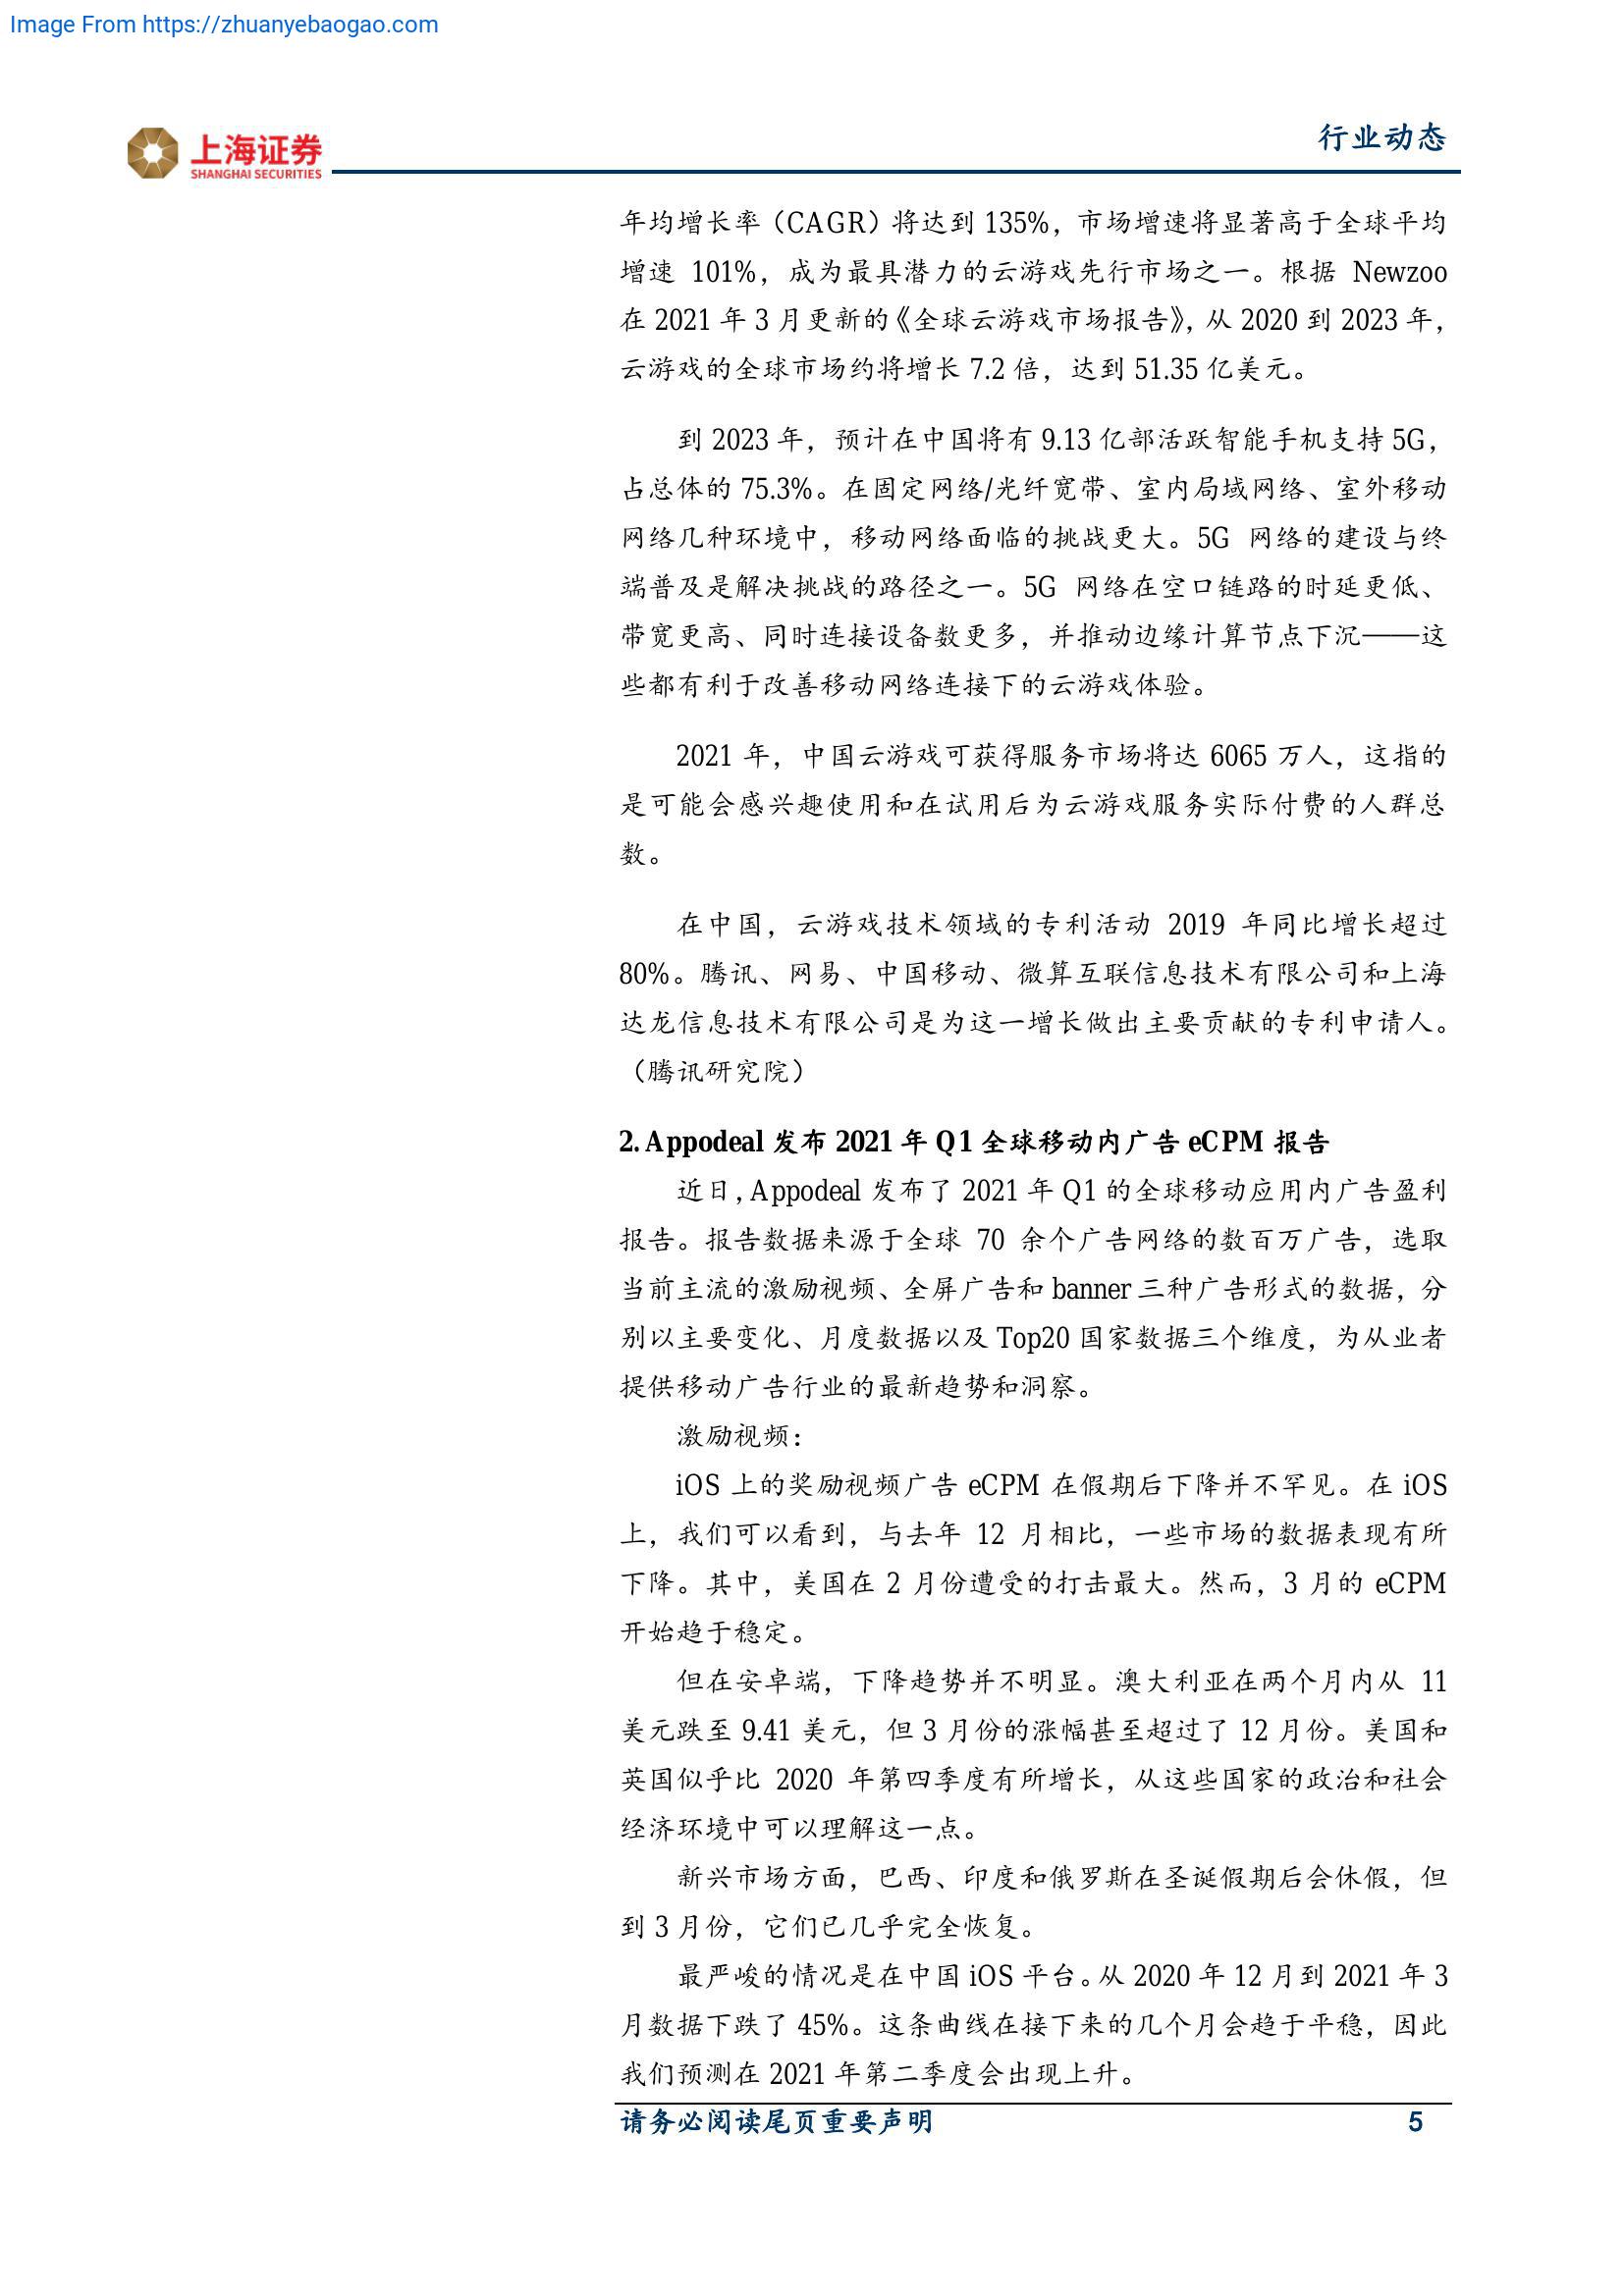 Image From https://zhuanyebaogao.com
行业动态
上海证券
SHANGHAI SECURITIES
年均增长率（CAGR）将达到 135%，市场增速将显著高于全球平均
增速 101%，成为最具潜力的云游戏先行市场之一。根据 Newzoo
在 2021 年 3 月更新的《全球云游戏市场报告》，从 2020 到 2023 年，
云游戏的全球市场约将增长 7.2 倍，达到 51.35 亿美元。
到 2023 年，预计在中国将有 9.13 亿部活跃智能手机支持 5G，
占总体的 75.3%。在固定网络/光纤宽带、室内局域网络、室外移动
网络几种环境中，移动网络面临的挑战更大。5G 网络的建设与终
端普及是解决挑战的路径之一。5G 网络在空口链路的时延更低、
带宽更高、同时连接设备数更多，并推动边缘计算节点下沉——这
些都有利于改善移动网络连接下的云游戏体验。
2021 年，中国云游戏可获得服务市场将达 6065 万人，这指的
是可能会感兴趣使用和在试用后为云游戏服务实际付费的人群总
数。
在中国，云游戏技术领域的专利活动 2019 年同比增长超过
80%。腾讯、网易、中国移动、微算互联信息技术有限公司和上海
达龙信息技术有限公司是为这一增长做出主要贡献的专利申请人。
（腾讯研究院）
2. Appodeal 发布 2021 年 Q1 全球移动内广告 eCPM 报告
近日，Appodeal 发布了 2021 年 Q1 的全球移动应用内广告盈利
报告。报告数据来源于全球 70 余个广告网络的数百万广告，选取
当前主流的激励视频、全屏广告和 banner 三种广告形式的数据，分
别以主要变化、月度数据以及 Top20 国家数据三个维度，为从业者
提供移动广告行业的最新趋势和洞察。
激励视频：
iOS 上的奖励视频广告 eCPM 在假期后下降并不罕见。在 iOS
上，我们可以看到，与去年 12 月相比，一些市场的数据表现有所
下降。其中，美国在 2 月份遭受的打击最大。然而，3 月的 eCPM
开始趋于稳定。
但在安卓端，下降趋势并不明显。澳大利亚在两个月内从 11
美元跌至 9.41 美元，但 3 月份的涨幅甚至超过了 12 月份。美国和
英国似乎比 2020 年第四季度有所增长，从这些国家的政治和社会
经济环境中可以理解这一点。
新兴市场方面，巴西、印度和俄罗斯在圣诞假期后会休假，但
到 3 月份，它们已几乎完全恢复。
最严峻的情况是在中国 iOS 平台。从 2020 年 12 月到 2021 年 3
月数据下跌了 45%。这条曲线在接下来的几个月会趋于平稳，因此
我们预测在 2021 年第二季度会出现上升。
请务必阅读尾页重要声明 5